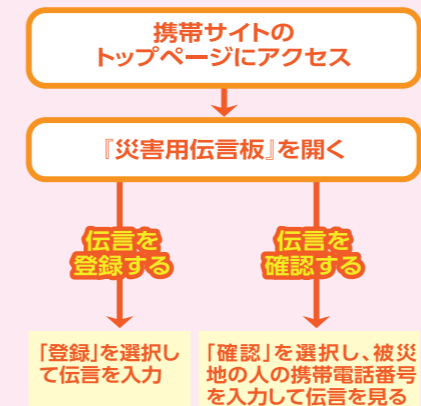 携帯サイトの
トップページにアクセス
『災害用伝言板』を開く
伝言を
登録する
伝言を
確認する
「登録」を選択し
て伝言を入力
「確認」を選択し、被災
地の人の携帯電話番号
を入力して伝言を見る